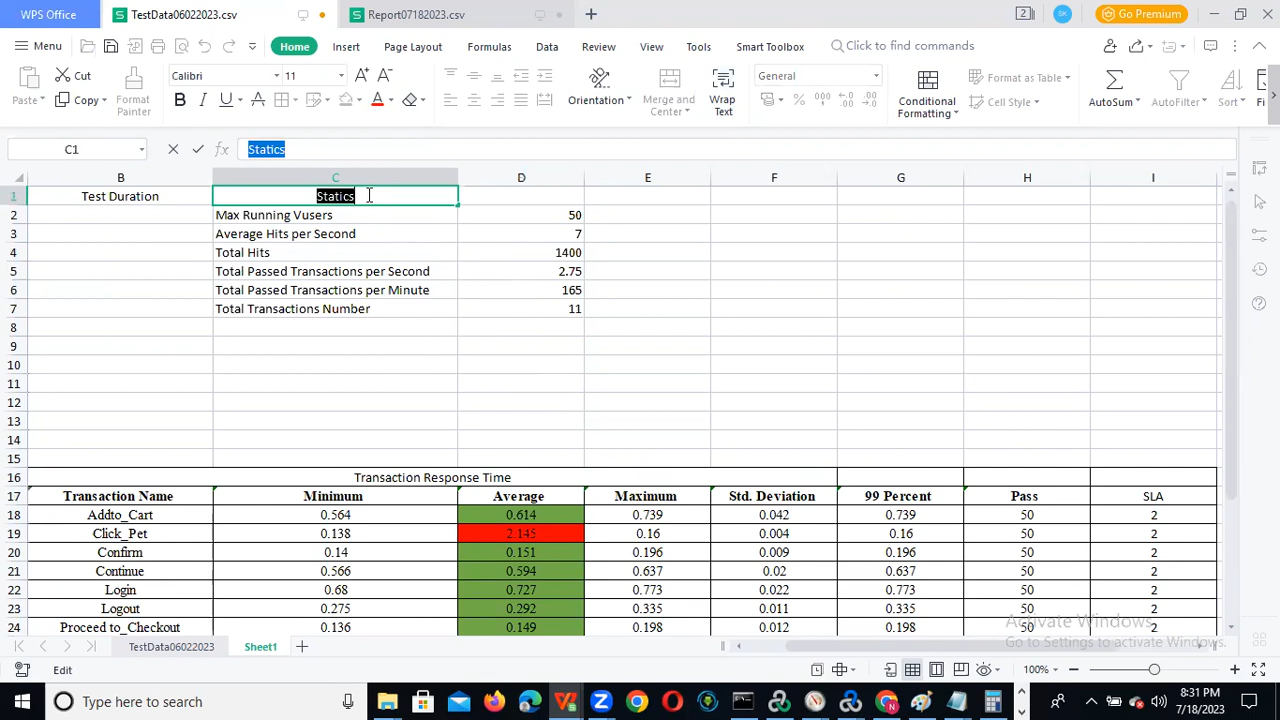 WPS Office TestData06022023.csv Report07182023.csv + 2 SK Go Premium
Menu Home Insert Page Layout Formulas Data Review View Tools Smart Toolbox Click to find commands
Paste Cut Copy Format Painter Calibri 11 A+ A- B I U A Orientation Merge and Center Wrap Text General Conditional Formatting Format as Table Cell Style AutoSum AutoFilter Sort Fi
C1 fx Statics
B C D E F G H I
1 Test Duration Statics
2 Max Running Vusers 50
3 Average Hits per Second 7
4 Total Hits 1400
5 Total Passed Transactions per Second 2.75
6 Total Passed Transactions per Minute 165
7 Total Transactions Number 11
8
9
10
11
12
13
14
15
16 Transaction Response Time
17 Transaction Name Minimum Average Maximum Std. Deviation 99 Percent Pass SLA
18 Addto_Cart 0.564 0.614 0.739 0.042 0.739 50 2
19 Click_Pet 0.138 2.145 0.16 0.004 0.16 50 2
20 Confirm 0.14 0.151 0.196 0.009 0.196 50 2
21 Continue 0.566 0.594 0.637 0.02 0.637 50 2
22 Login 0.68 0.727 0.773 0.022 0.773 50 2
23 Logout 0.275 0.292 0.335 0.011 0.335 50 2
24 Proceed to_Checkout 0.136 0.149 0.198 0.012 0.198 50 2
Activate Windows
Go to Settings to activate Windows.
TestData06022023 Sheet1 +
Edit 100% − +
Type here to search 8:31 PM
7/18/2023